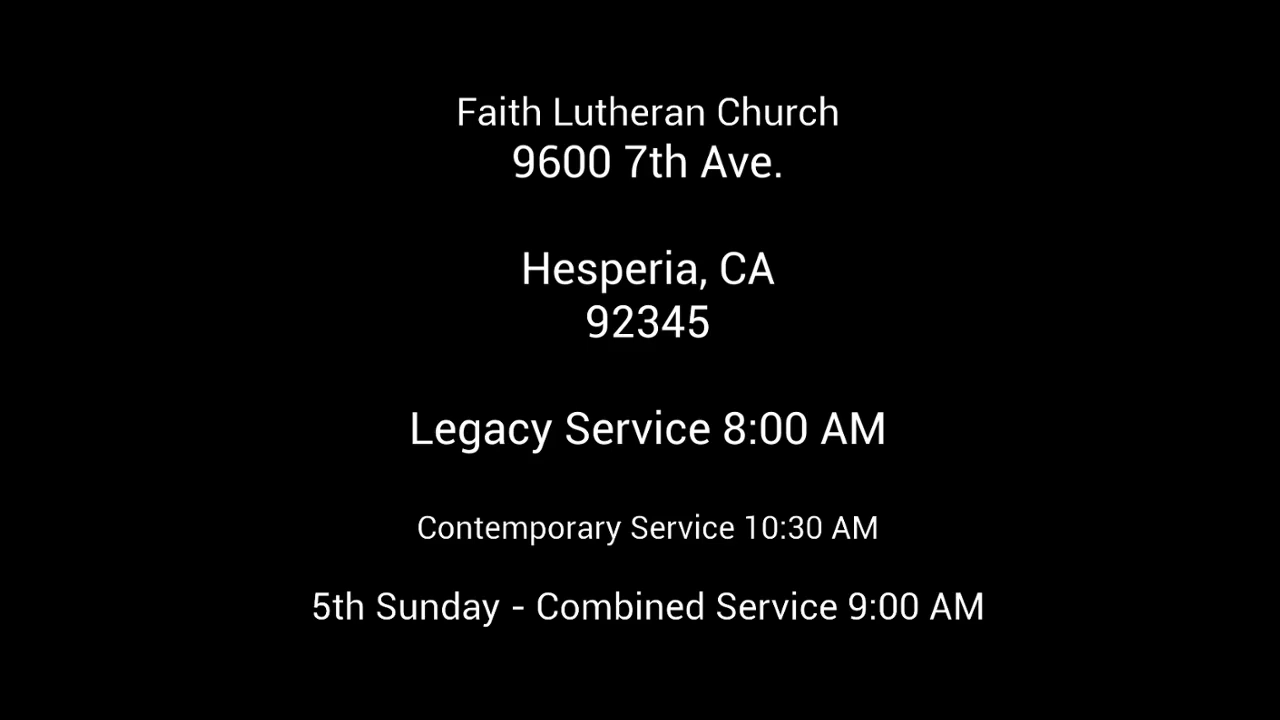 Faith Lutheran Church
9600 7th Ave.
Hesperia, CA
92345
Legacy Service 8:00 AM
Contemporary Service 10:30 AM
5th Sunday - Combined Service 9:00 AM